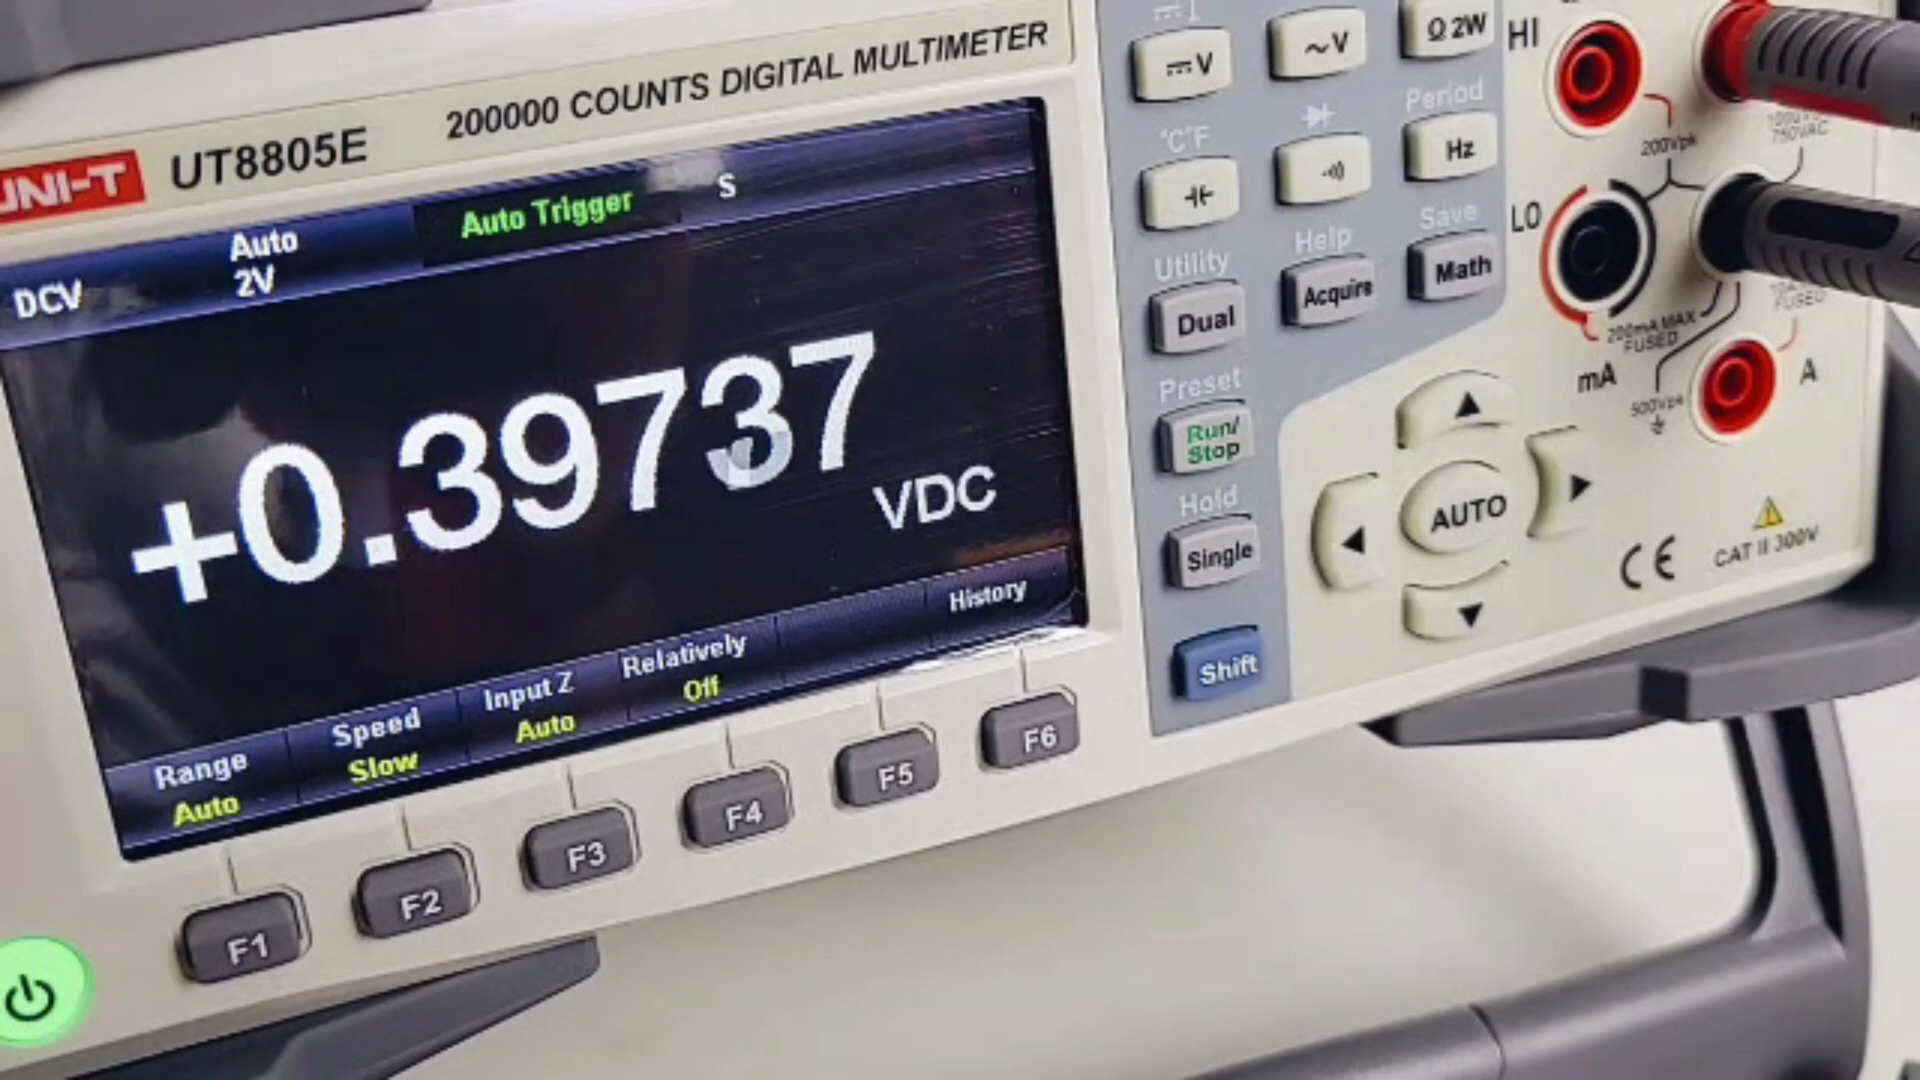 UNI-T UT8805E 200000 COUNTS DIGITAL MULTIMETER
DCV Auto 2V Auto Trigger S
+0.39737 VDC
Range Speed Input Z Relatively History
Auto Slow Auto Off
F1 F2 F3 F4 F5 F6
⎓V ~V Ω 2W
°C°F Period
Hz
Utility Help Save
Dual Acquire Math
Preset
Run/
Stop
Hold
Single
Shift
AUTO
HI
200Vpk
750VAC
LO
200mA MAX
FUSED
FUSED
mA A
500Vpk
CE CAT II 300V